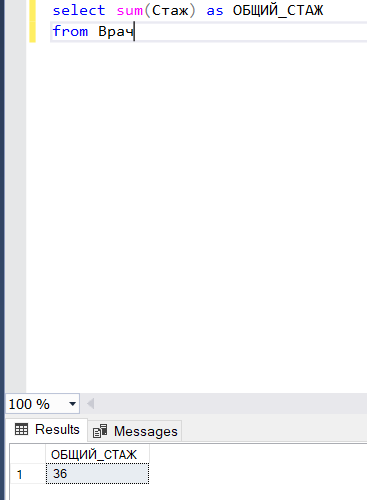 select sum(Стаж) as ОБЩИЙ_СТАЖ
from Врач
100 %
Results Messages
ОБЩИЙ_СТАЖ
1 36